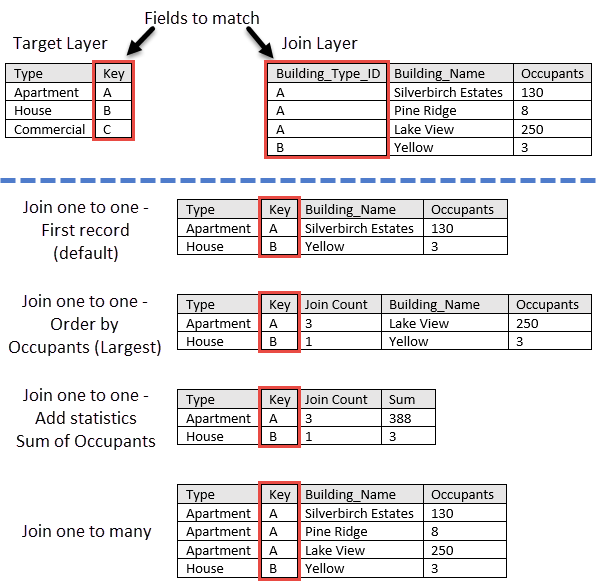 Fields to match
Target Layer
Join Layer
Type Key
Apartment A
House B
Commercial C
Building_Type_ID Building_Name Occupants
A Silverbirch Estates 130
A Pine Ridge 8
A Lake View 250
B Yellow 3
Join one to one -
First record
(default)
Type Key Building_Name Occupants
Apartment A Silverbirch Estates 130
House B Yellow 3
Join one to one -
Order by
Occupants (Largest)
Type Key Join Count Building_Name Occupants
Apartment A 3 Lake View 250
House B 1 Yellow 3
Join one to one -
Add statistics
Sum of Occupants
Type Key Join Count Sum
Apartment A 3 388
House B 1 3
Join one to many
Type Key Building_Name Occupants
Apartment A Silverbirch Estates 130
Apartment A Pine Ridge 8
Apartment A Lake View 250
House B Yellow 3